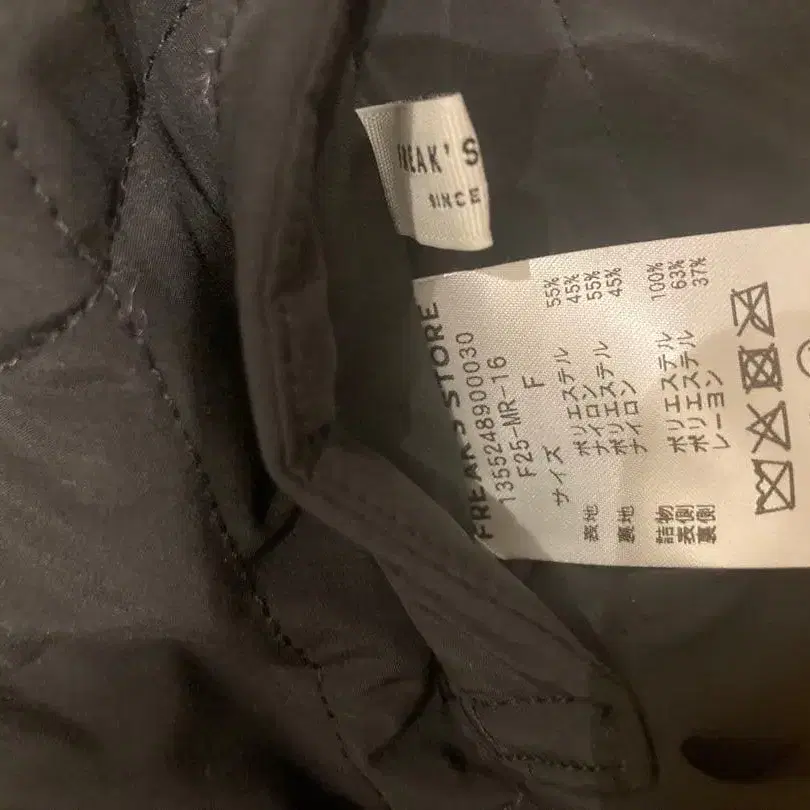 FREAK'S
SINCE
FREAK'S STORE
1355248900030
F25-MR-16
サイズ F
表地 ポリエステル 55%
ナイロン 45%
裏地 ポリエステル 55%
ナイロン 45%
詰物 ポリエステル 100%
表側 ポリエステル 63%
裏側 レーヨン 37%